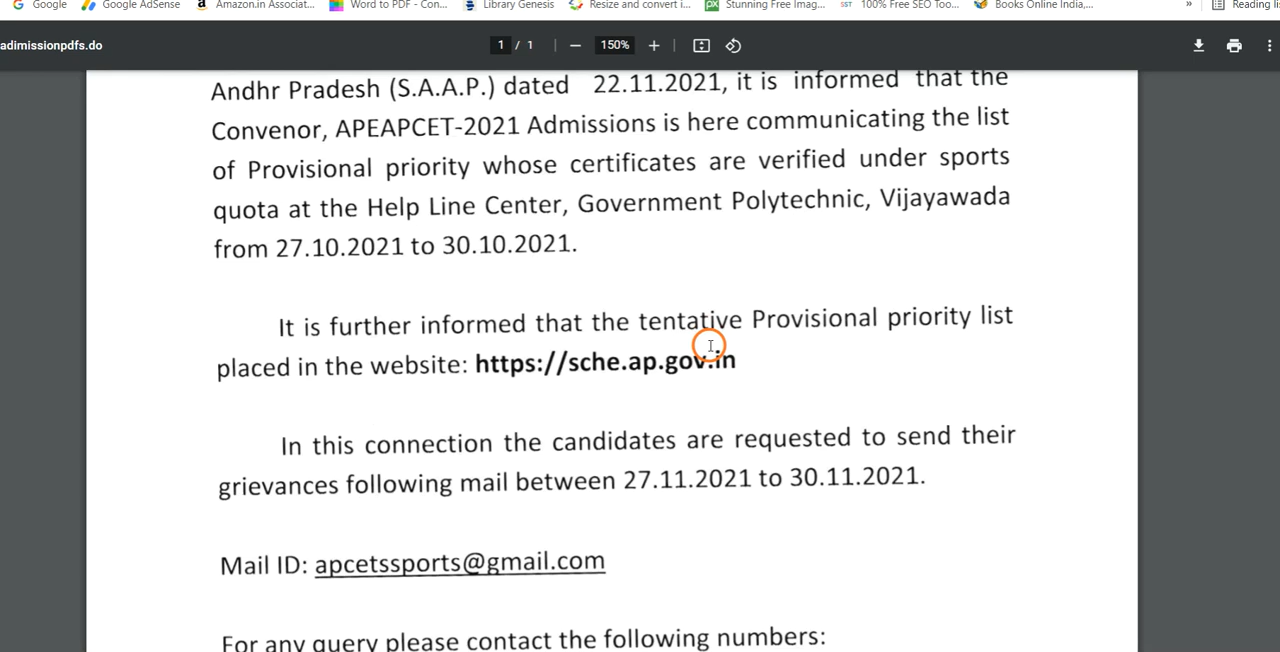 Google Google AdSense Amazon.in Associat... Word to PDF - Con... Library Genesis Resize and convert i... Stunning Free Imag... 100% Free SEO Too... Books Online India,... » Reading li
adimissionpdfs.do 1 / 1 — 150% +
Andhr Pradesh (S.A.A.P.) dated 22.11.2021, it is informed that the
Convenor, APEAPCET-2021 Admissions is here communicating the list
of Provisional priority whose certificates are verified under sports
quota at the Help Line Center, Government Polytechnic, Vijayawada
from 27.10.2021 to 30.10.2021.
It is further informed that the tentative Provisional priority list
placed in the website: https://sche.ap.gov.in
In this connection the candidates are requested to send their
grievances following mail between 27.11.2021 to 30.11.2021.
Mail ID: apcetssports@gmail.com
For any query please contact the following numbers: